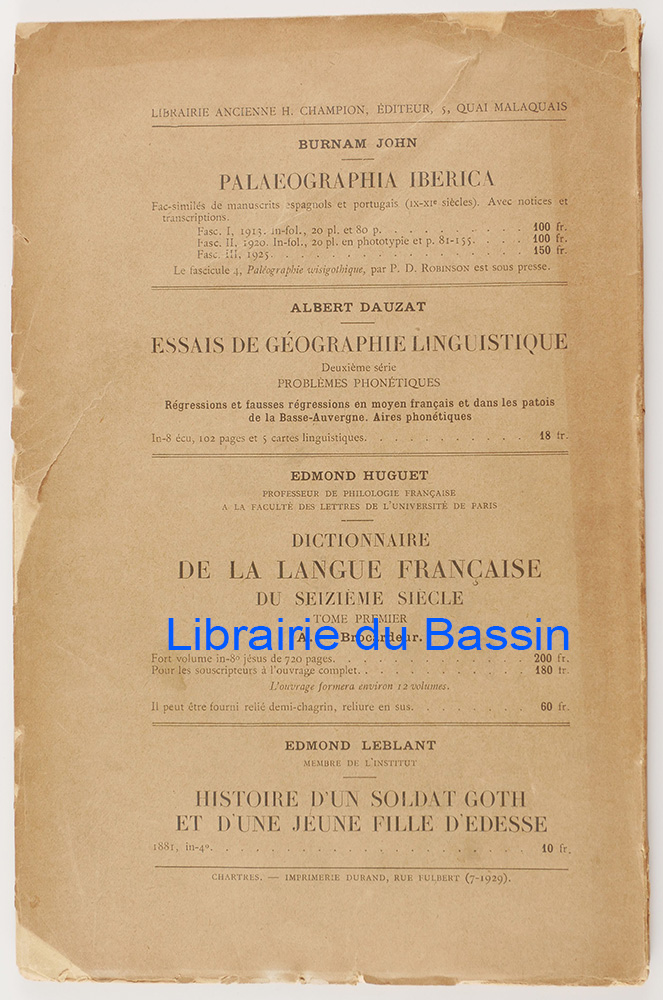 LIBRAIRIE ANCIENNE H. CHAMPION, ÉDITEUR, 5, QUAI MALAQUAIS
BURNAM JOHN
PALAEOGRAPHIA IBERICA
Fac-similés de manuscrits espagnols et portugais (IX-XIe siècles). Avec notices et
transcriptions.
Fasc. I, 1913. In-fol., 20 pl. et 80 p. . . . . . . . . . 100 fr.
Fasc. II, 1920. In-fol., 20 pl. en phototypie et p. 81-155. . . . 100 fr.
Fasc. III, 1925. . . . . . . . . . . . . . . . 150 fr.
Le fascicule 4, Paléographie wisigothique, par P. D. ROBINSON est sous presse.
ALBERT DAUZAT
ESSAIS DE GÉOGRAPHIE LINGUISTIQUE
Deuxième série
PROBLÈMES PHONÉTIQUES
Régressions et fausses régressions en moyen français et dans les patois
de la Basse-Auvergne. Aires phonétiques
In-8 écu, 102 pages et 5 cartes linguistiques. . . . . . . . . . . 18 fr.
EDMOND HUGUET
PROFESSEUR DE PHILOLOGIE FRANÇAISE
A LA FACULTÉ DES LETTRES DE L'UNIVERSITÉ DE PARIS
DICTIONNAIRE
DE LA LANGUE FRANÇAISE
DU SEIZIÈME SIÈCLE
TOME PREMIER
Librairie du Bassin
A. Brocardeur.
Fort volume in-8º jésus de 720 pages. . . . . . . . . . . . 200 fr.
Pour les souscripteurs à l'ouvrage complet. . . . . . . . . . . 180 fr.
L'ouvrage formera environ 12 volumes.
Il peut être fourni relié demi-chagrin, reliure en sus. . . . . . . . 60 fr.
EDMOND LEBLANT
MEMBRE DE L'INSTITUT
HISTOIRE D'UN SOLDAT GOTH
ET D'UNE JEUNE FILLE D'EDESSE
1881, in-4º. . . . . . . . . . . . . . . . . . . 10 fr.
CHARTRES. — IMPRIMERIE DURAND, RUE FULBERT (7-1929).